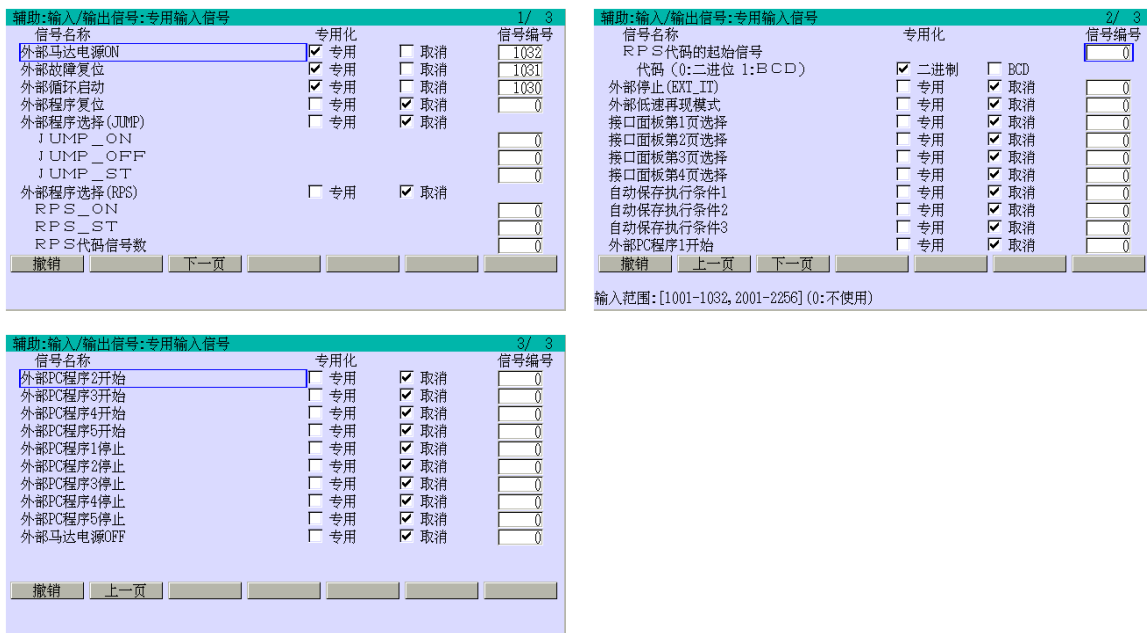 辅助:输入/输出信号:专用输入信号 1/ 3
信号名称 专用化 信号编号
外部马达电源ON 专用 取消 1032
外部故障复位 专用 取消 1031
外部循环启动 专用 取消 1030
外部程序复位 专用 取消 0
外部程序选择(JUMP) 专用 取消
JUMP_ON 0
JUMP_OFF 0
JUMP_ST 0
外部程序选择(RPS) 专用 取消
RPS_ON 0
RPS_ST 0
RPS代码信号数 0
撤销 下一页
辅助:输入/输出信号:专用输入信号 2/ 3
信号名称 专用化 信号编号
RPS代码的起始信号 0
代码 (0:二进位 1:BCD) 二进制 BCD
外部停止(EXT_IT) 专用 取消 0
外部低速再现模式 专用 取消 0
接口面板第1页选择 专用 取消 0
接口面板第2页选择 专用 取消 0
接口面板第3页选择 专用 取消 0
接口面板第4页选择 专用 取消 0
自动保存执行条件1 专用 取消 0
自动保存执行条件2 专用 取消 0
自动保存执行条件3 专用 取消 0
外部PC程序1开始 专用 取消 0
撤销 上一页 下一页
输入范围:[1001-1032,2001-2256](0:不使用)
辅助:输入/输出信号:专用输入信号 3/ 3
信号名称 专用化 信号编号
外部PC程序2开始 专用 取消 0
外部PC程序3开始 专用 取消 0
外部PC程序4开始 专用 取消 0
外部PC程序5开始 专用 取消 0
外部PC程序1停止 专用 取消 0
外部PC程序2停止 专用 取消 0
外部PC程序3停止 专用 取消 0
外部PC程序4停止 专用 取消 0
外部PC程序5停止 专用 取消 0
外部马达电源OFF 专用 取消 0
撤销 上一页